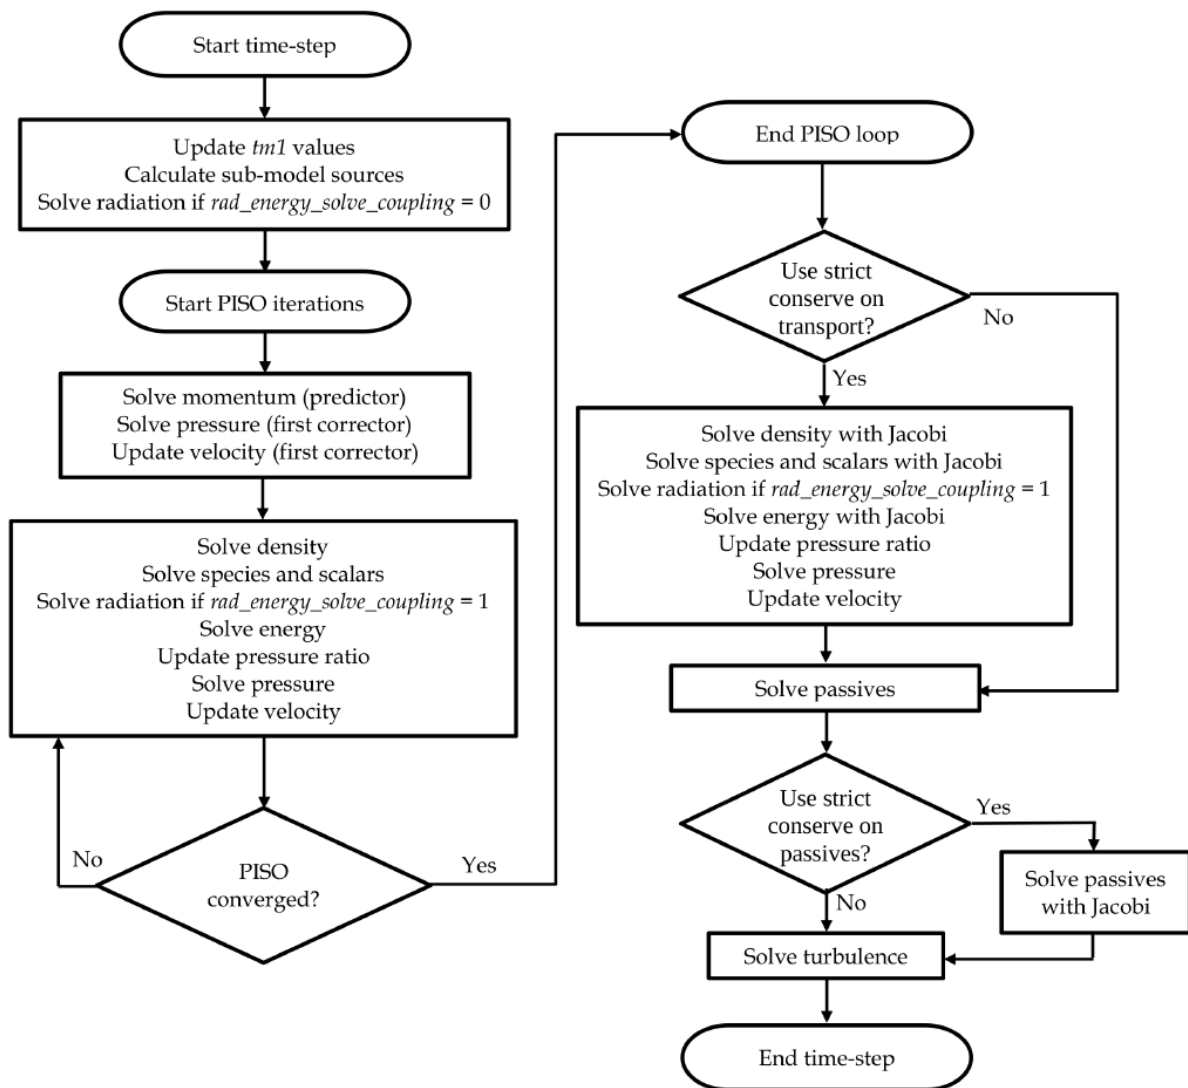 Start time-step
Update tm1 values
Calculate sub-model sources
Solve radiation if rad_energy_solve_coupling = 0
Start PISO iterations
Solve momentum (predictor)
Solve pressure (first corrector)
Update velocity (first corrector)
Solve density
Solve species and scalars
Solve radiation if rad_energy_solve_coupling = 1
Solve energy
Update pressure ratio
Solve pressure
Update velocity
No
PISO
converged?
Yes
End PISO loop
Use strict
conserve on
transport?
No
Yes
Solve density with Jacobi
Solve species and scalars with Jacobi
Solve radiation if rad_energy_solve_coupling = 1
Solve energy with Jacobi
Update pressure ratio
Solve pressure
Update velocity
Solve passives
Use strict
conserve on
passives?
Yes
Solve passives
with Jacobi
No
Solve turbulence
End time-step